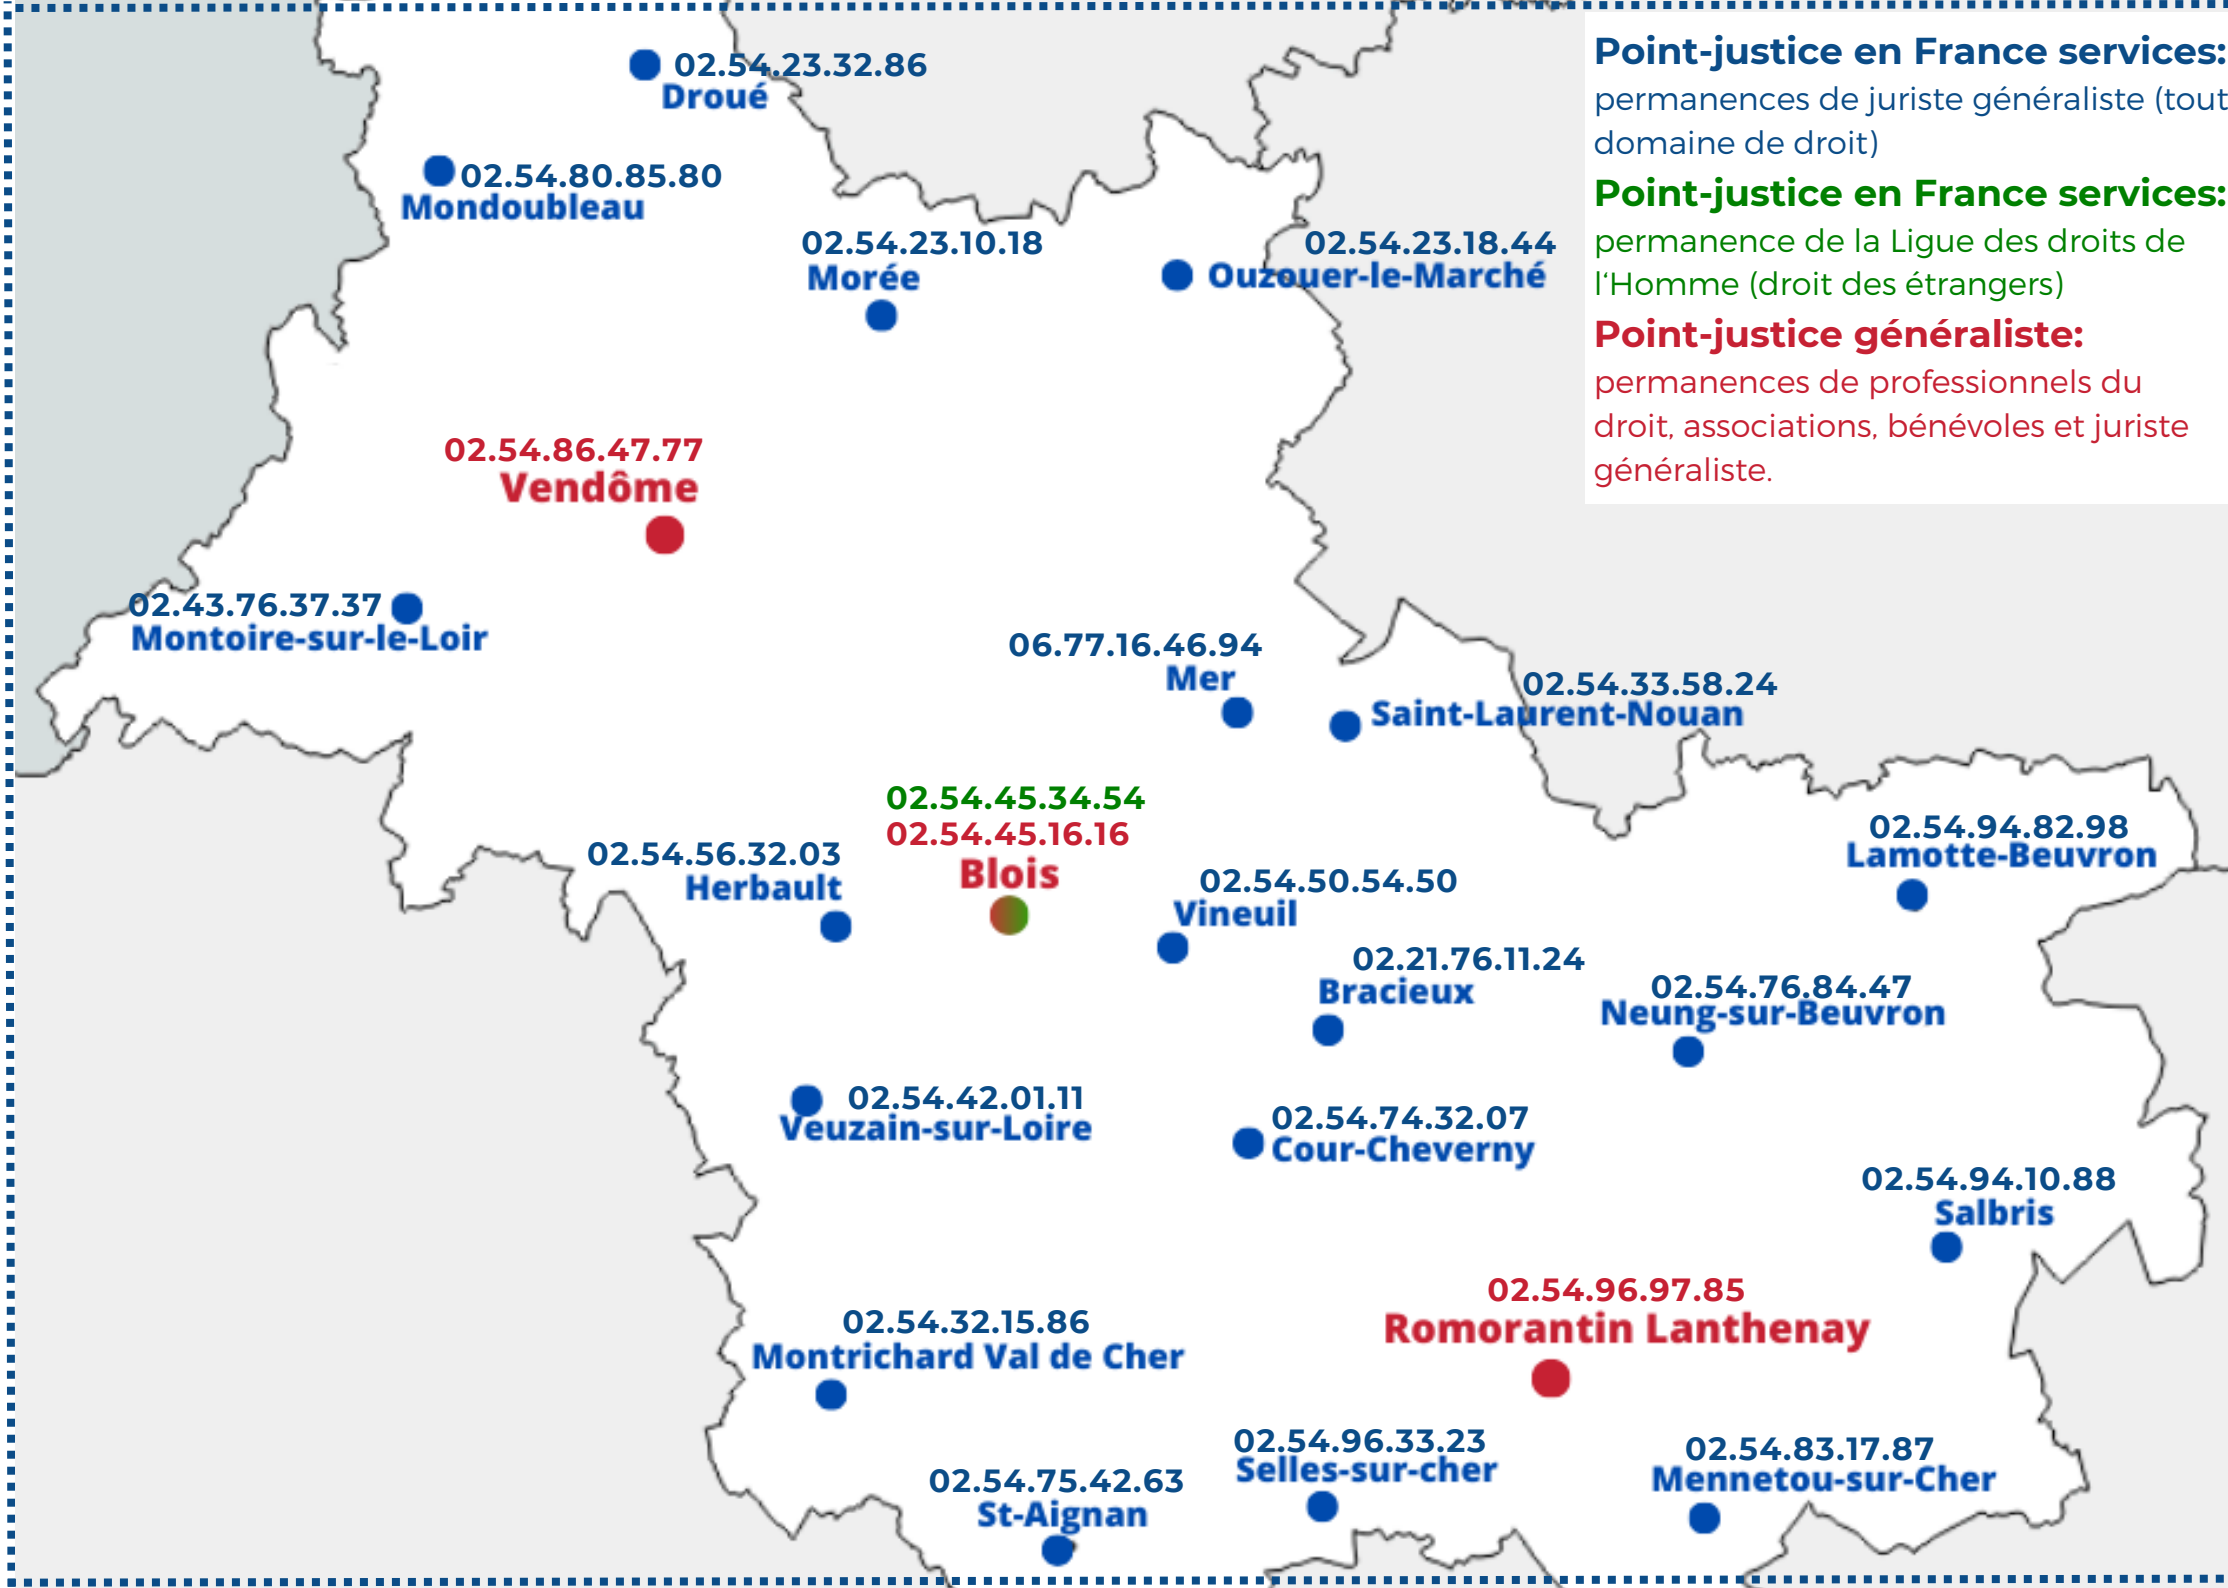 Point-justice en France services:
permanences de juriste généraliste (tout
domaine de droit)
Point-justice en France services:
permanence de la Ligue des droits de
l‘Homme (droit des étrangers)
Point-justice généraliste:
permanences de professionnels du
droit, associations, bénévoles et juriste
généraliste.
02.54.23.32.86
Droué
02.54.80.85.80
Mondoubleau
02.54.23.10.18
Morée
02.54.23.18.44
Ouzouer-le-Marché
02.54.86.47.77
Vendôme
02.43.76.37.37
Montoire-sur-le-Loir
06.77.16.46.94
Mer
02.54.33.58.24
Saint-Laurent-Nouan
02.54.45.34.54
02.54.45.16.16
Blois
02.54.56.32.03
Herbault
02.54.50.54.50
Vineuil
02.54.94.82.98
Lamotte-Beuvron
02.21.76.11.24
Bracieux
02.54.76.84.47
Neung-sur-Beuvron
02.54.42.01.11
Veuzain-sur-Loire
02.54.74.32.07
Cour-Cheverny
02.54.94.10.88
Salbris
02.54.96.97.85
Romorantin Lanthenay
02.54.32.15.86
Montrichard Val de Cher
02.54.96.33.23
Selles-sur-cher
02.54.83.17.87
Mennetou-sur-Cher
02.54.75.42.63
St-Aignan